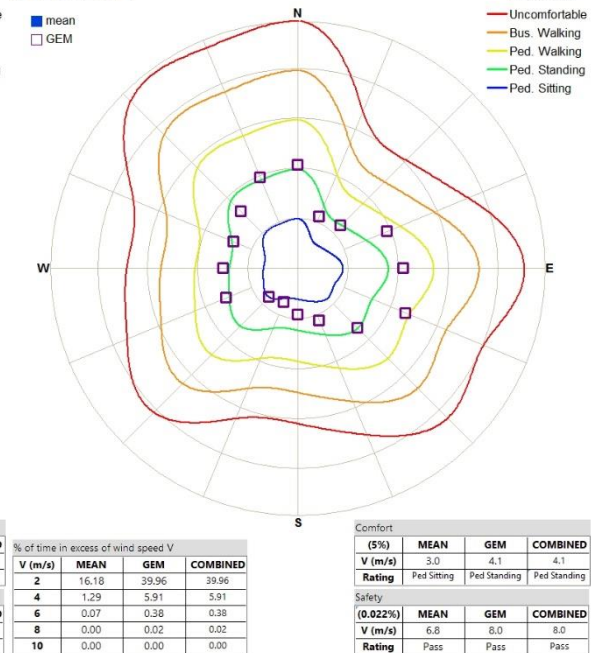 mean
GEM
N
Uncomfortable
Bus. Walking
Ped. Walking
Ped. Standing
Ped. Sitting
W
E
S
% of time in excess of wind speed V
V (m/s) MEAN GEM COMBINED
2 16.18 39.96 39.96
4 1.29 5.91 5.91
6 0.07 0.38 0.38
8 0.00 0.02 0.02
10 0.00 0.00 0.00
Comfort
(5%) MEAN GEM COMBINED
V (m/s) 3.0 4.1 4.1
Rating Ped Sitting Ped Standing Ped Standing
Safety
(0.022%) MEAN GEM COMBINED
V (m/s) 6.8 8.0 8.0
Rating Pass Pass Pass